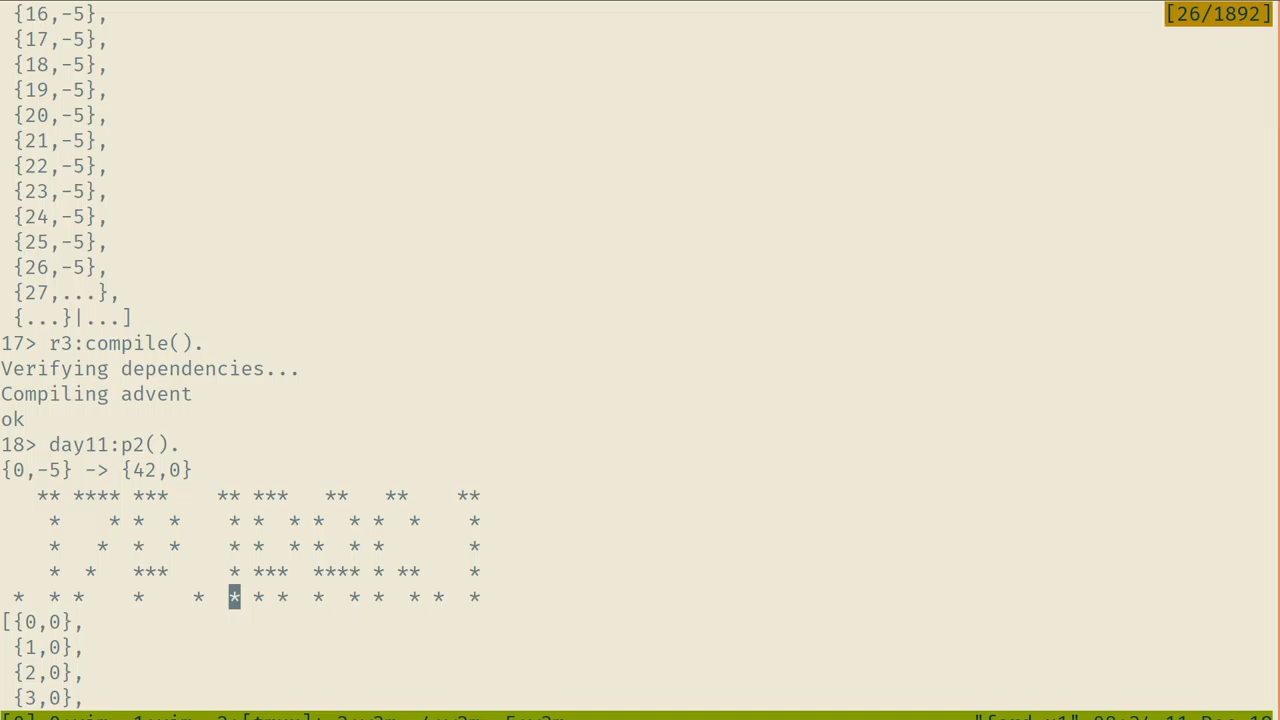 {16,-5},
[26/1892]
{17,-5},
{18,-5},
{19,-5},
{20,-5},
{21,-5},
{22,-5},
{23,-5},
{24,-5},
{25,-5},
{26,-5},
{27,...},
{...}|...]
17> r3:compile().
Verifying dependencies...
Compiling advent
ok
18> day11:p2().
{0,-5} -> {42,0}
   ** **** ***    ** ***   **   **    **
    *    * *  *    *  *  * *  * *  *    *
    *   *  *  *    *  *  * *  * *       *
    *  *   ***     * ***  **** * **    *
 *  * *    *    *  * * *  *  * *  * *  *
[{0,0},
{1,0},
{2,0},
{3,0},